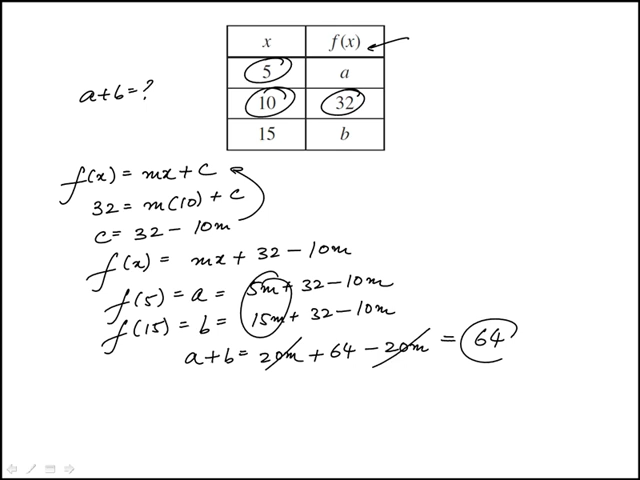 x f(x)
5 a
a+b=?
10 32
15 b
f(x) = mx + c
32 = m(10) + c
c = 32 - 10m
f(x) = mx + 32 - 10m
f(5) = a = 5m + 32 - 10m
f(15) = b = 15m + 32 - 10m
a+b = 20m + 64 - 20m = 64